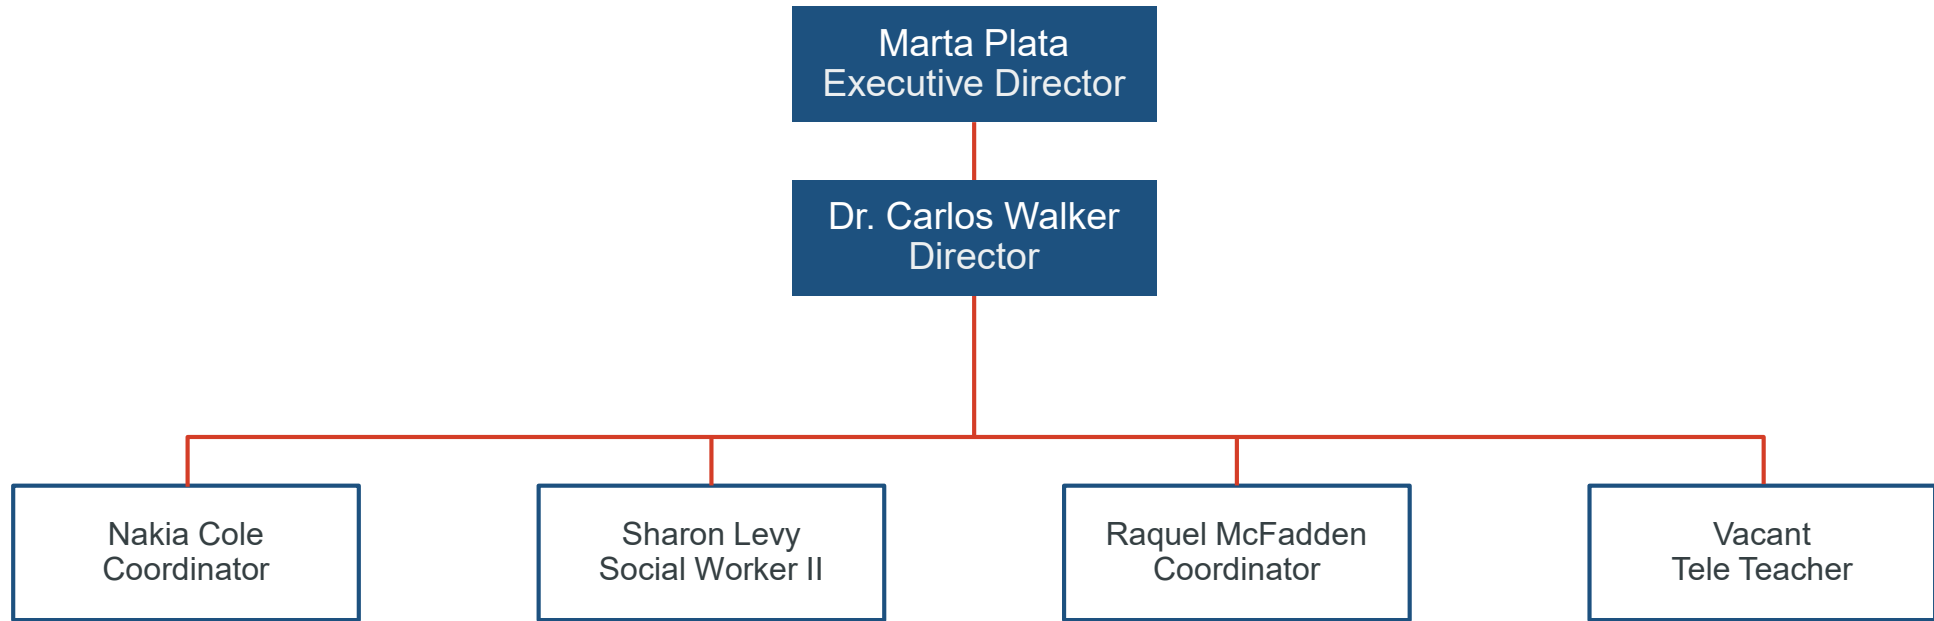 Marta Plata
Executive Director
Dr. Carlos Walker
Director
Nakia Cole
Coordinator
Sharon Levy
Social Worker II
Raquel McFadden
Coordinator
Vacant
Tele Teacher